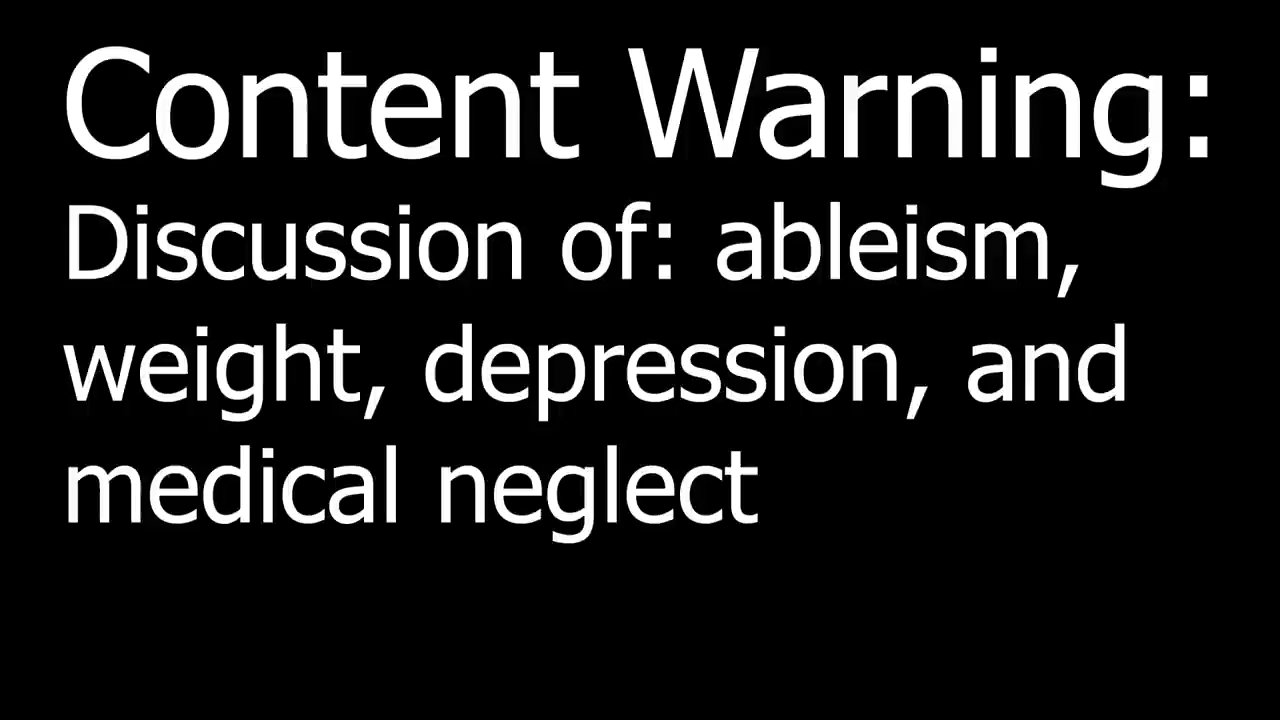 Content Warning:
Discussion of: ableism,
weight, depression, and
medical neglect